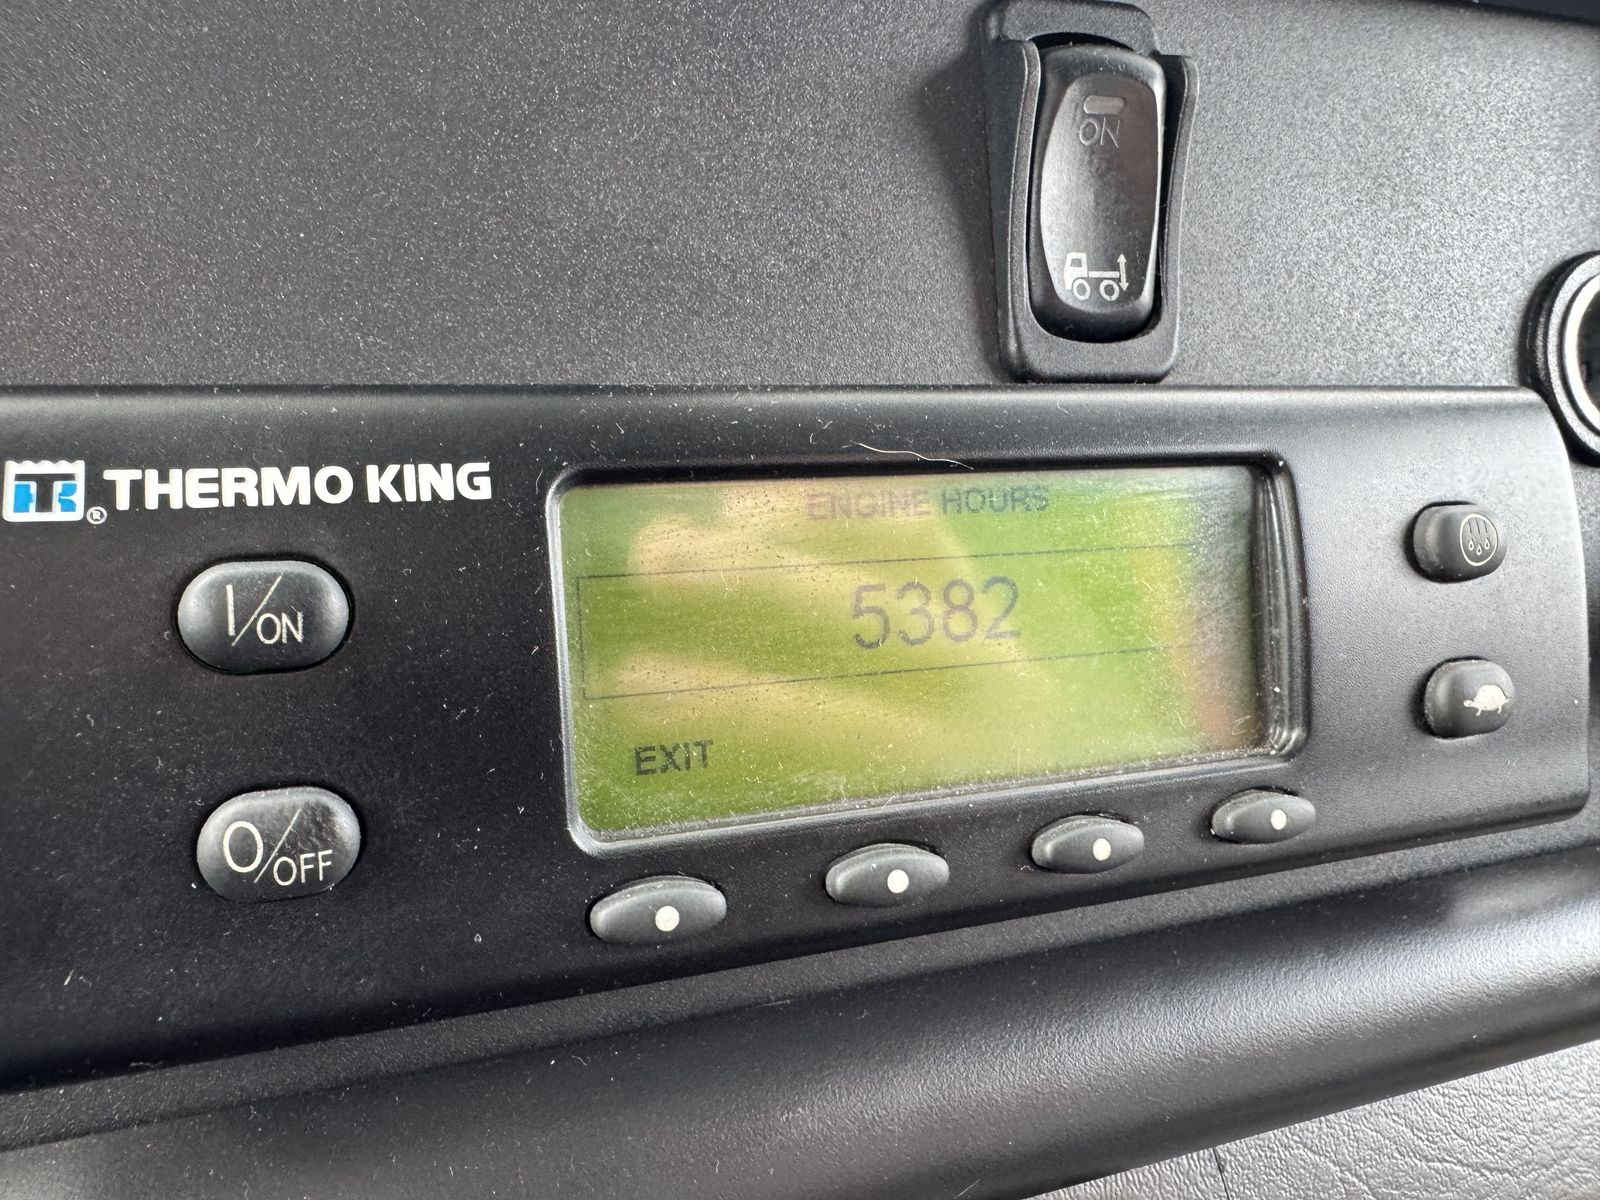 ON
THERMO KING
ENGINE HOURS
I/ON
5382
EXIT
O/OFF